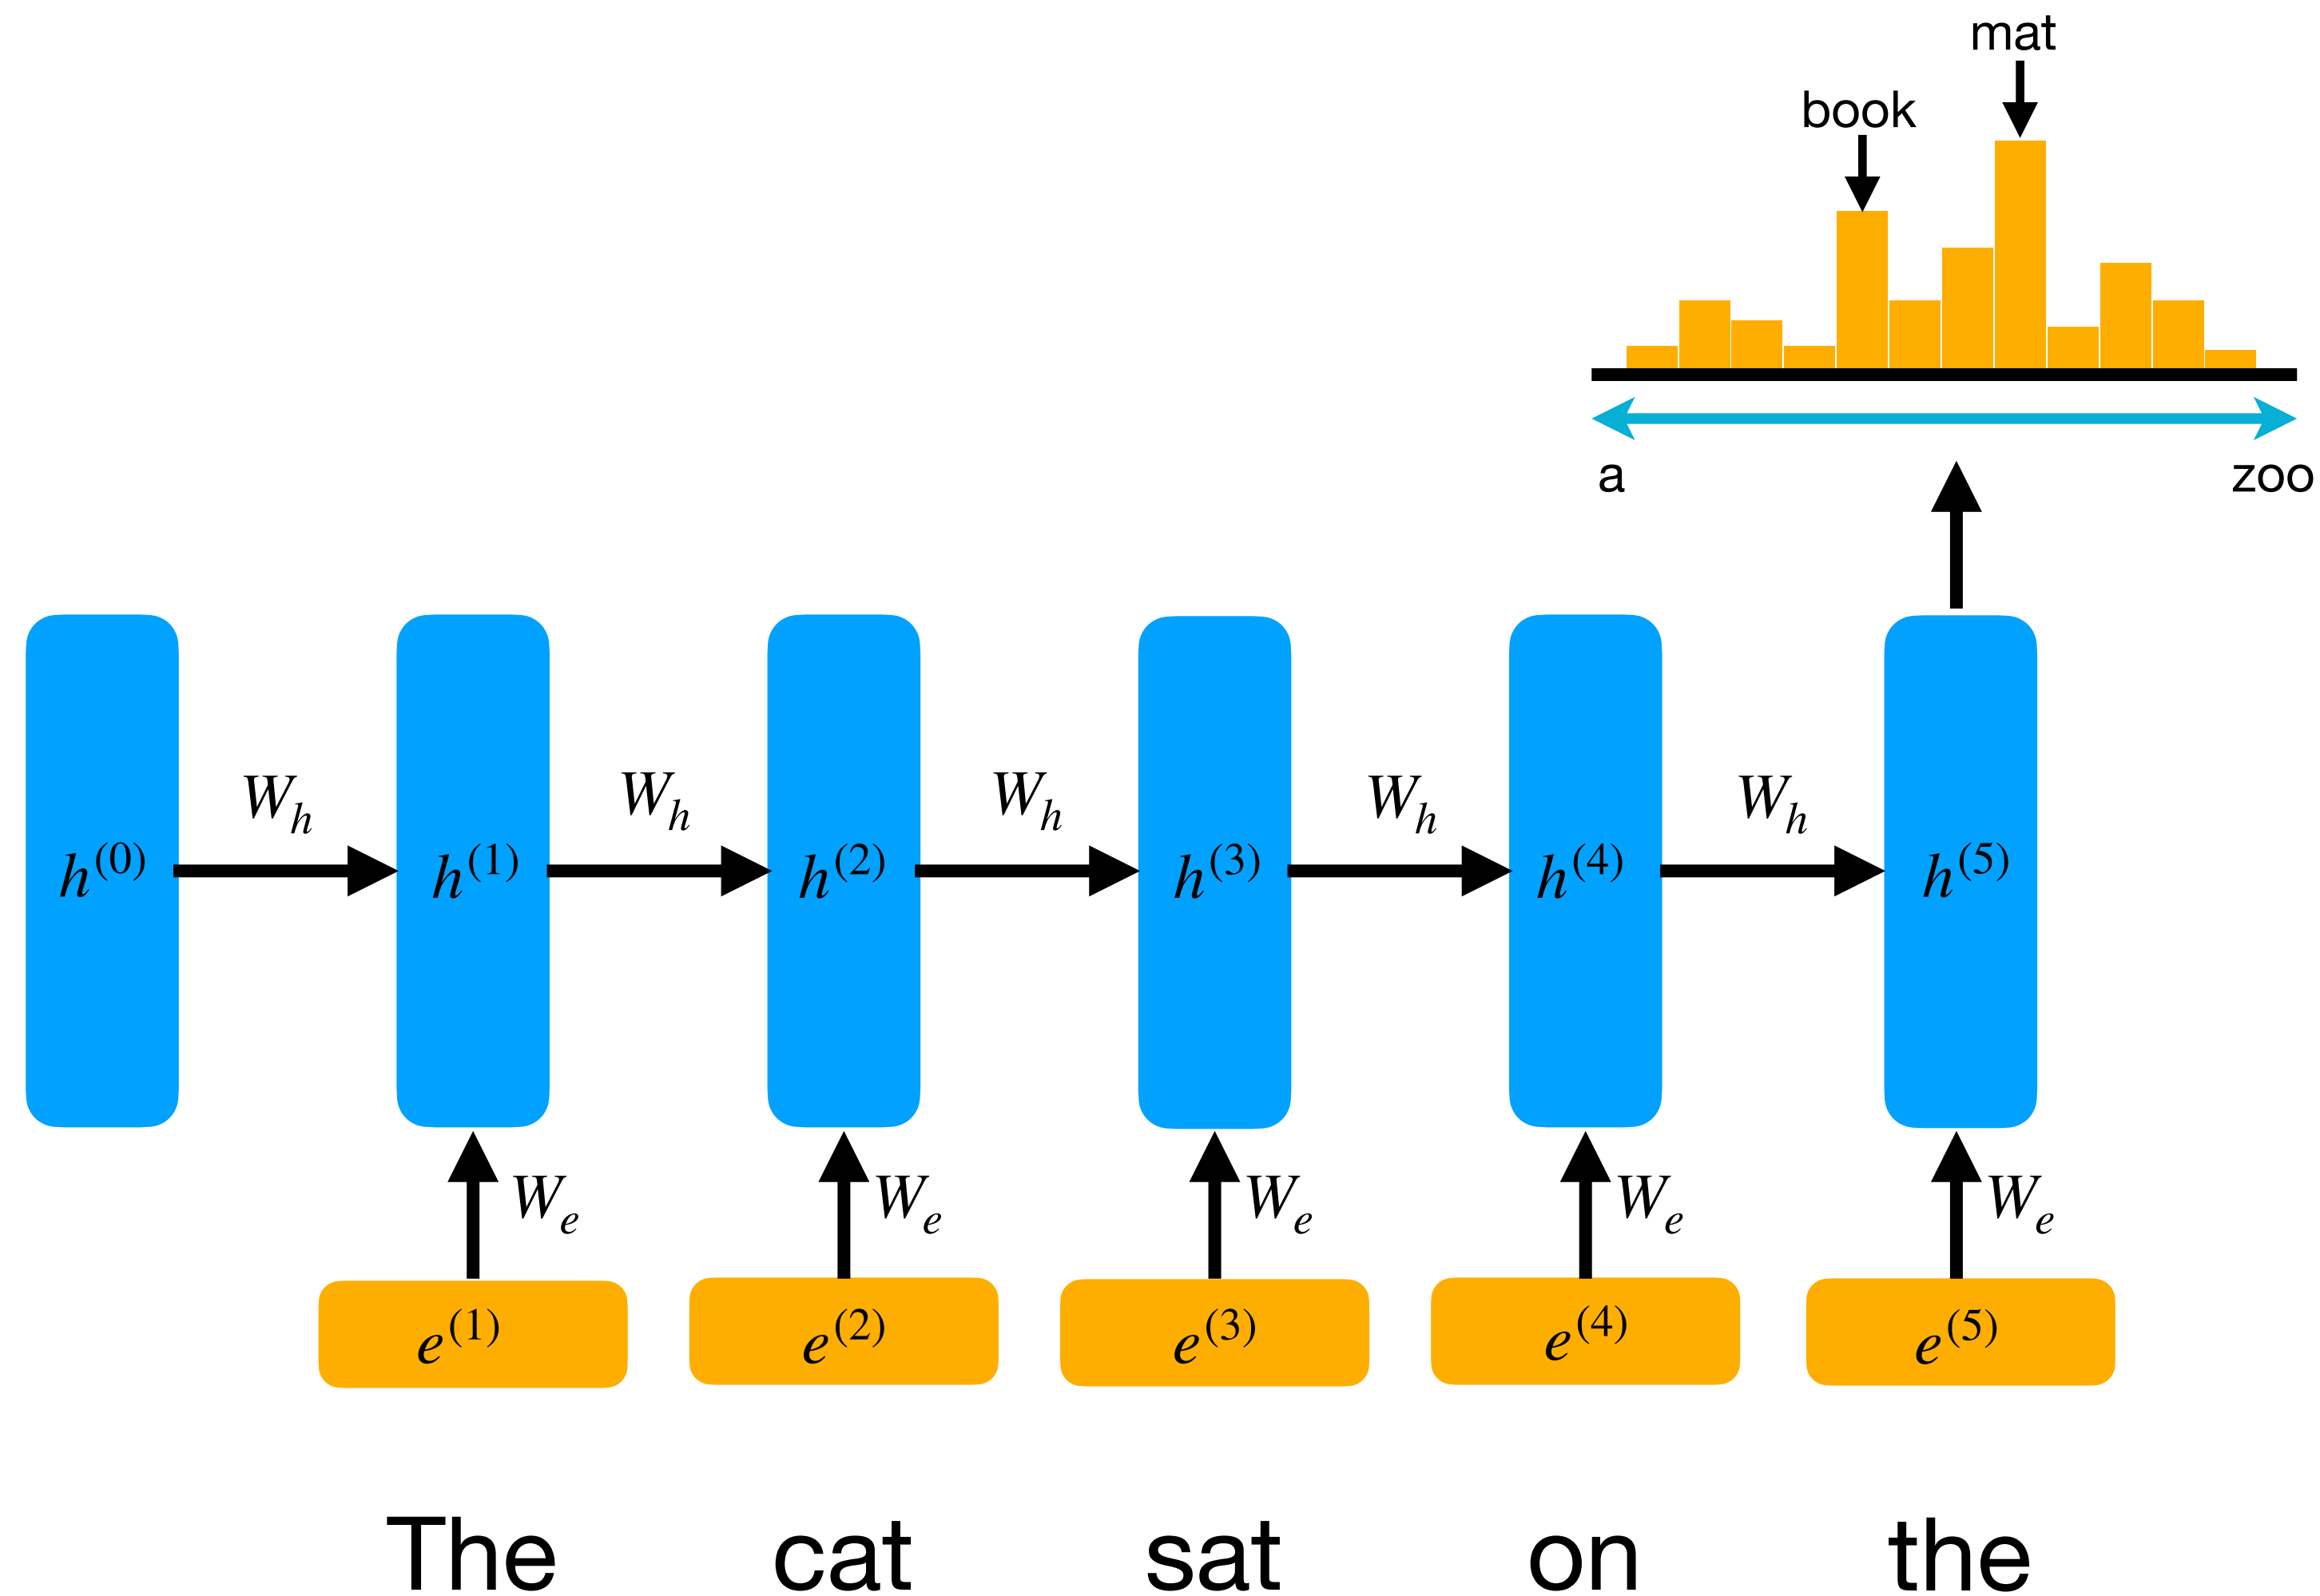 mat
book
a zoo
W_h W_h W_h W_h W_h
h^(0) h^(1) h^(2) h^(3) h^(4) h^(5)
W_e W_e W_e W_e W_e
e^(1) e^(2) e^(3) e^(4) e^(5)
The cat sat on the